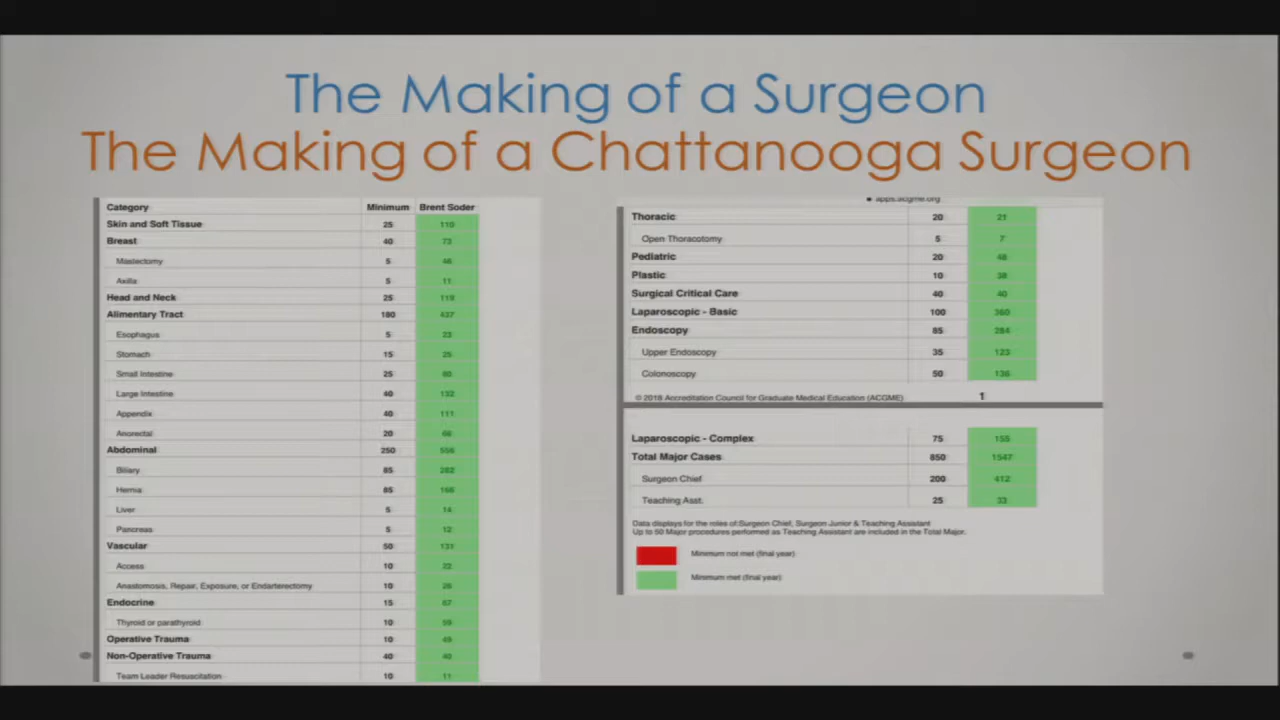 The Making of a Surgeon
The Making of a Chattanooga Surgeon
Category Minimum Brent Soder
Skin and Soft Tissue 25 110
Breast 40 73
Mastectomy 5 46
Axilla 5 11
Head and Neck 25 119
Alimentary Tract 180 437
Esophagus 5 23
Stomach 15 25
Small Intestine 25
Large Intestine 40 132
Appendix 40 111
Anorectal 20
Abdominal 250
Biliary 85 282
Hernia 85
Liver 5 14
Pancreas 5 12
Vascular 50 131
Access 10 22
Anastomosis, Repair, Exposure, or Endarterectomy 10
Endocrine 15 67
Thyroid or parathyroid 10 59
Operative Trauma 10 49
Non-Operative Trauma 40 40
Team Leader Resuscitation 10 11
apps.acgme.org
Thoracic 20 21
Open Thoracotomy 5 7
Pediatric 20
Plastic 10
Surgical Critical Care 40 40
Laparoscopic - Basic 100 360
Endoscopy 85 284
Upper Endoscopy 35 123
Colonoscopy 50 136
© 2018 Accreditation Council for Graduate Medical Education (ACGME) 1
Laparoscopic - Complex 75
Total Major Cases 850 1547
Surgeon Chief 200 412
Teaching Asst. 25 33
Data displays for the roles of:Surgeon Chief, Surgeon Junior & Teaching Assistant
Up to 50 Major procedures performed as Teaching Assistant are included in the Total Major.
Minimum not met (final year)
Minimum met (final year)